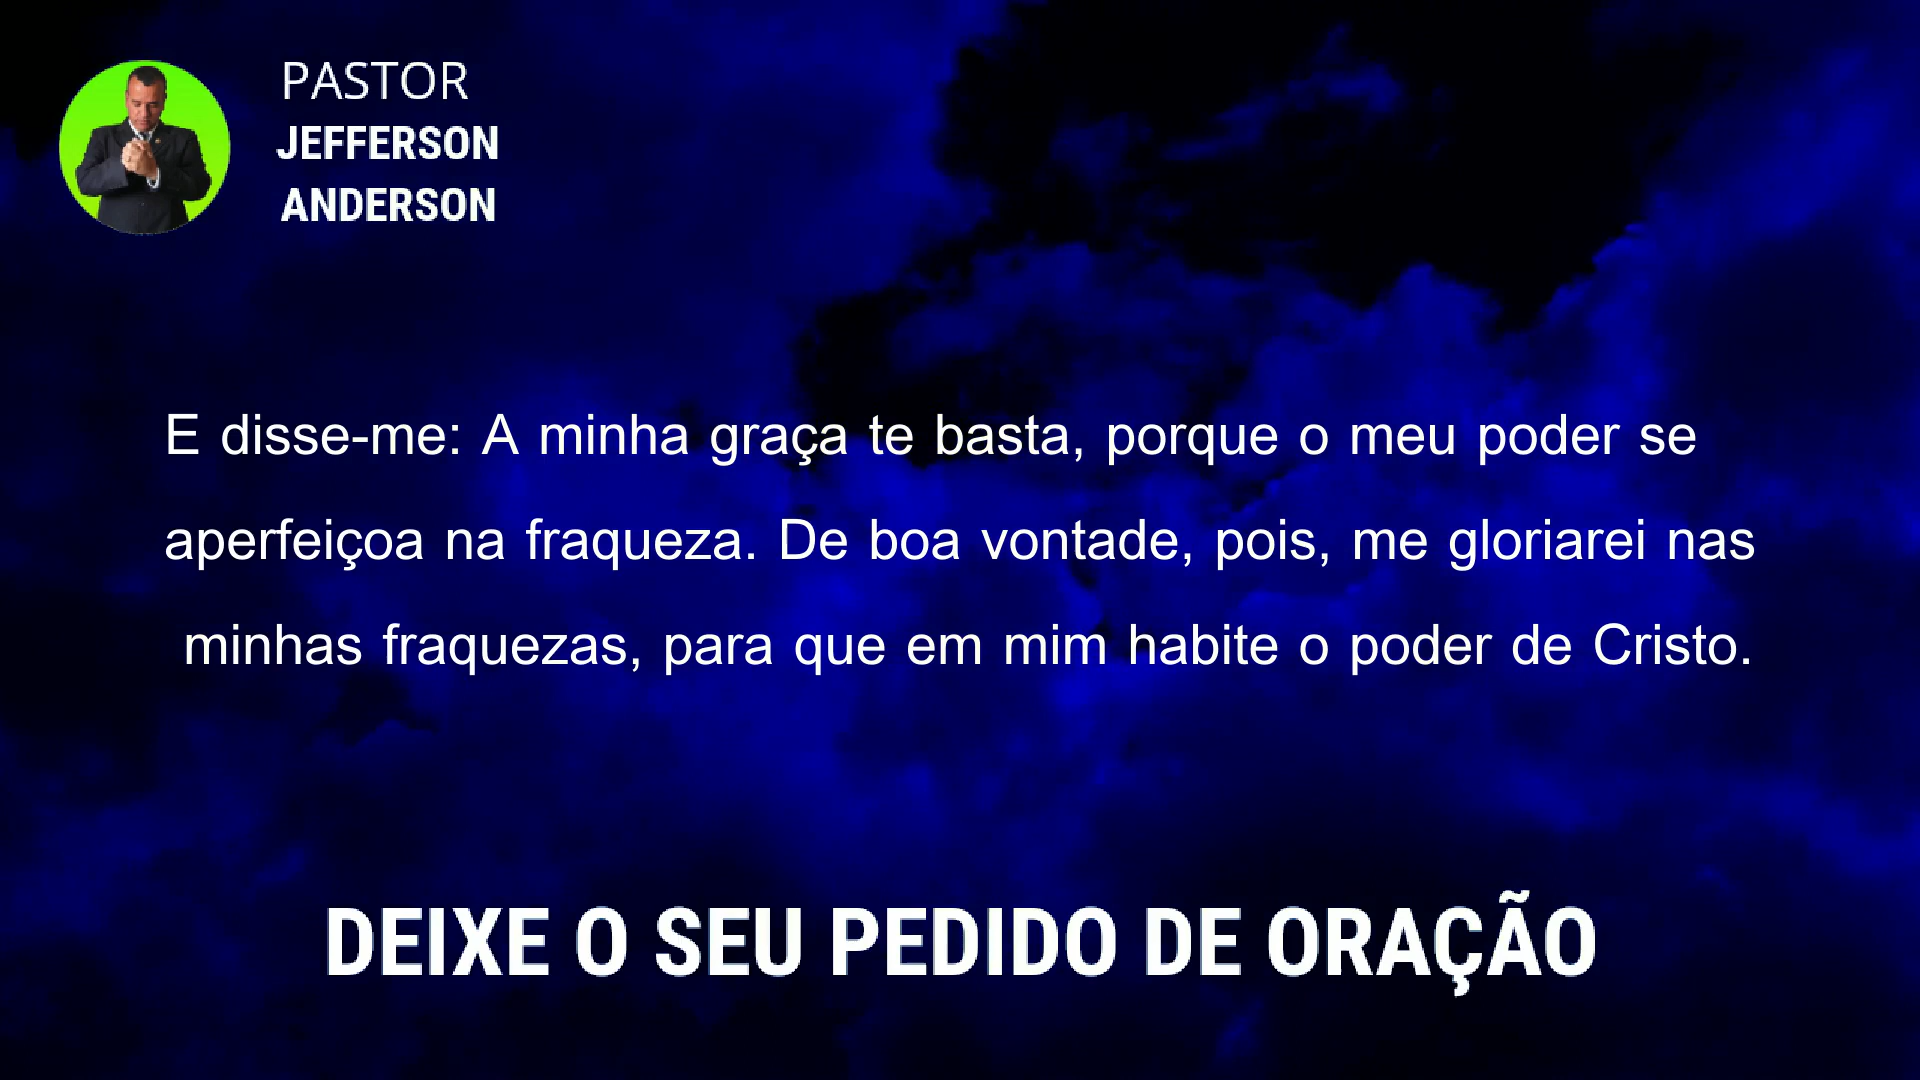 PASTOR
JEFFERSON
ANDERSON
E disse-me: A minha graça te basta, porque o meu poder se
aperfeiçoa na fraqueza. De boa vontade, pois, me gloriarei nas
minhas fraquezas, para que em mim habite o poder de Cristo.
DEIXE O SEU PEDIDO DE ORAÇÃO